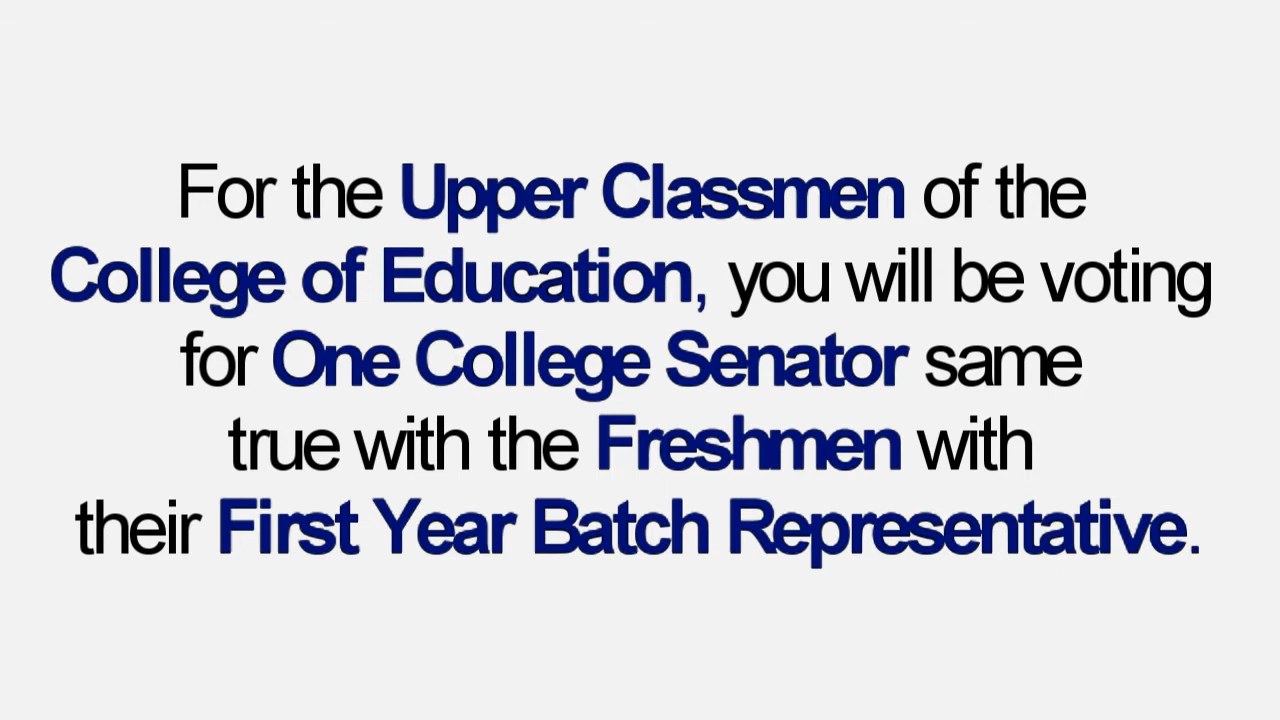 For the Upper Classmen of the
College of Education, you will be voting
for One College Senator same
true with the Freshmen with
their First Year Batch Representative.